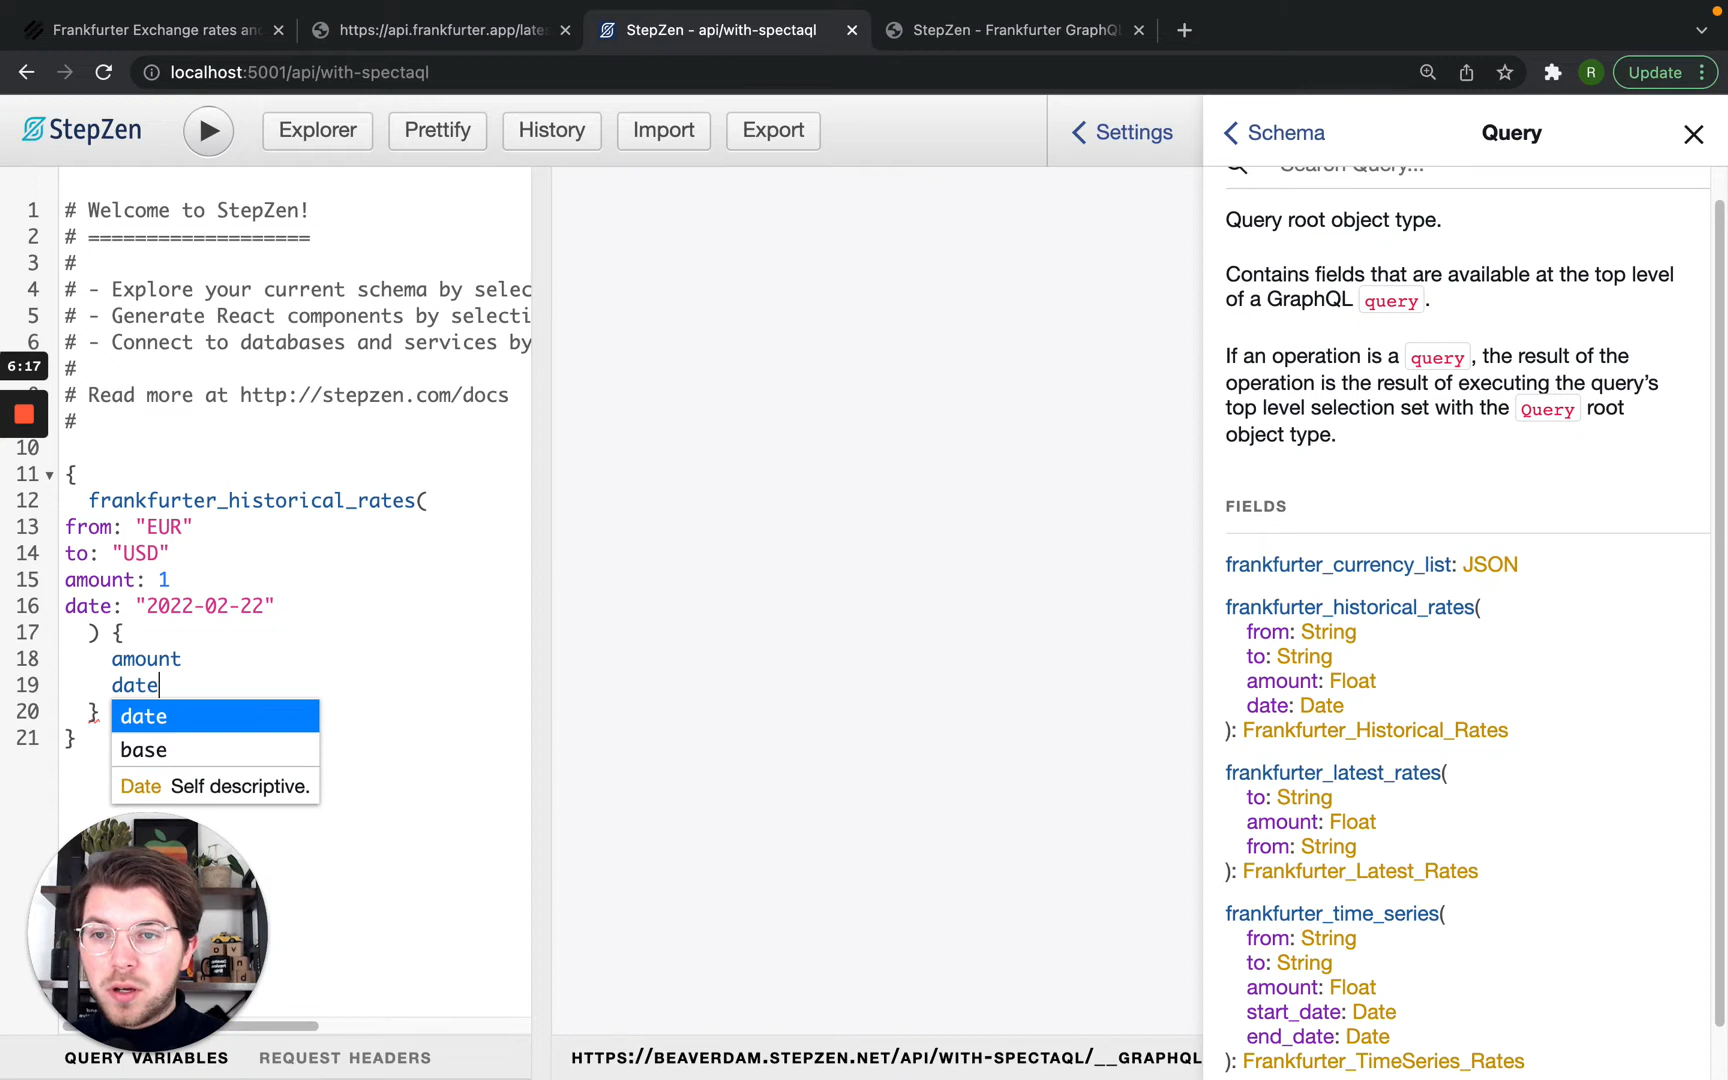 Frankfurter Exchange rates and
https://api.frankfurter.app/late
StepZen - api/with-spectaql
StepZen - Frankfurter GraphQL
localhost:5001/api/with-spectaql
R
Update
StepZen
Explorer
Prettify
History
Import
Export
Settings
Schema
Query
Search Query...
1 # Welcome to StepZen!
2 # ===================
3 #
4 # - Explore your current schema by selec
5 # - Generate React components by selecti
6 # - Connect to databases and services by
6:17
#
# Read more at http://stepzen.com/docs
#
10
11 {
12 frankfurter_historical_rates(
13 from: "EUR"
14 to: "USD"
15 amount: 1
16 date: "2022-02-22"
17 ) {
18 amount
19 date
20 }
21 }
date
base
Date Self descriptive.
QUERY VARIABLES
REQUEST HEADERS
HTTPS://BEAVERDAM.STEPZEN.NET/API/WITH-SPECTAQL/__GRAPHQL
Query root object type.
Contains fields that are available at the top level
of a GraphQL query.
If an operation is a query, the result of the
operation is the result of executing the query's
top level selection set with the Query root
object type.
FIELDS
frankfurter_currency_list: JSON
frankfurter_historical_rates(
from: String
to: String
amount: Float
date: Date
): Frankfurter_Historical_Rates
frankfurter_latest_rates(
to: String
amount: Float
from: String
): Frankfurter_Latest_Rates
frankfurter_time_series(
from: String
to: String
amount: Float
start_date: Date
end_date: Date
): Frankfurter_TimeSeries_Rates